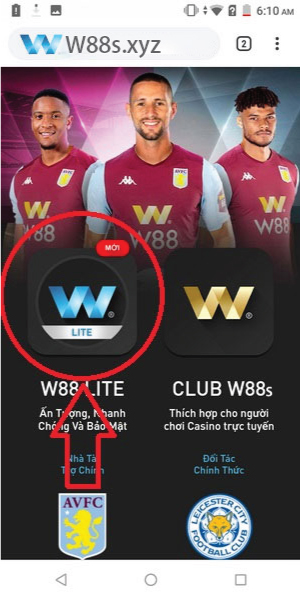 6:10 AM
W88s.xyz
2
W88
W88
W88
MỚI
W
LITE
W
W88 LITE
CLUB W88s
Ấn Tượng, Nhanh
Chóng Và Bảo Mật
Thích hợp cho người
chơi Casino trực tuyến
Nhà Tài
Trợ Chính
Đối Tác
Chính Thức
AVFC
LEICESTER CITY
FOOTBALL CLUB